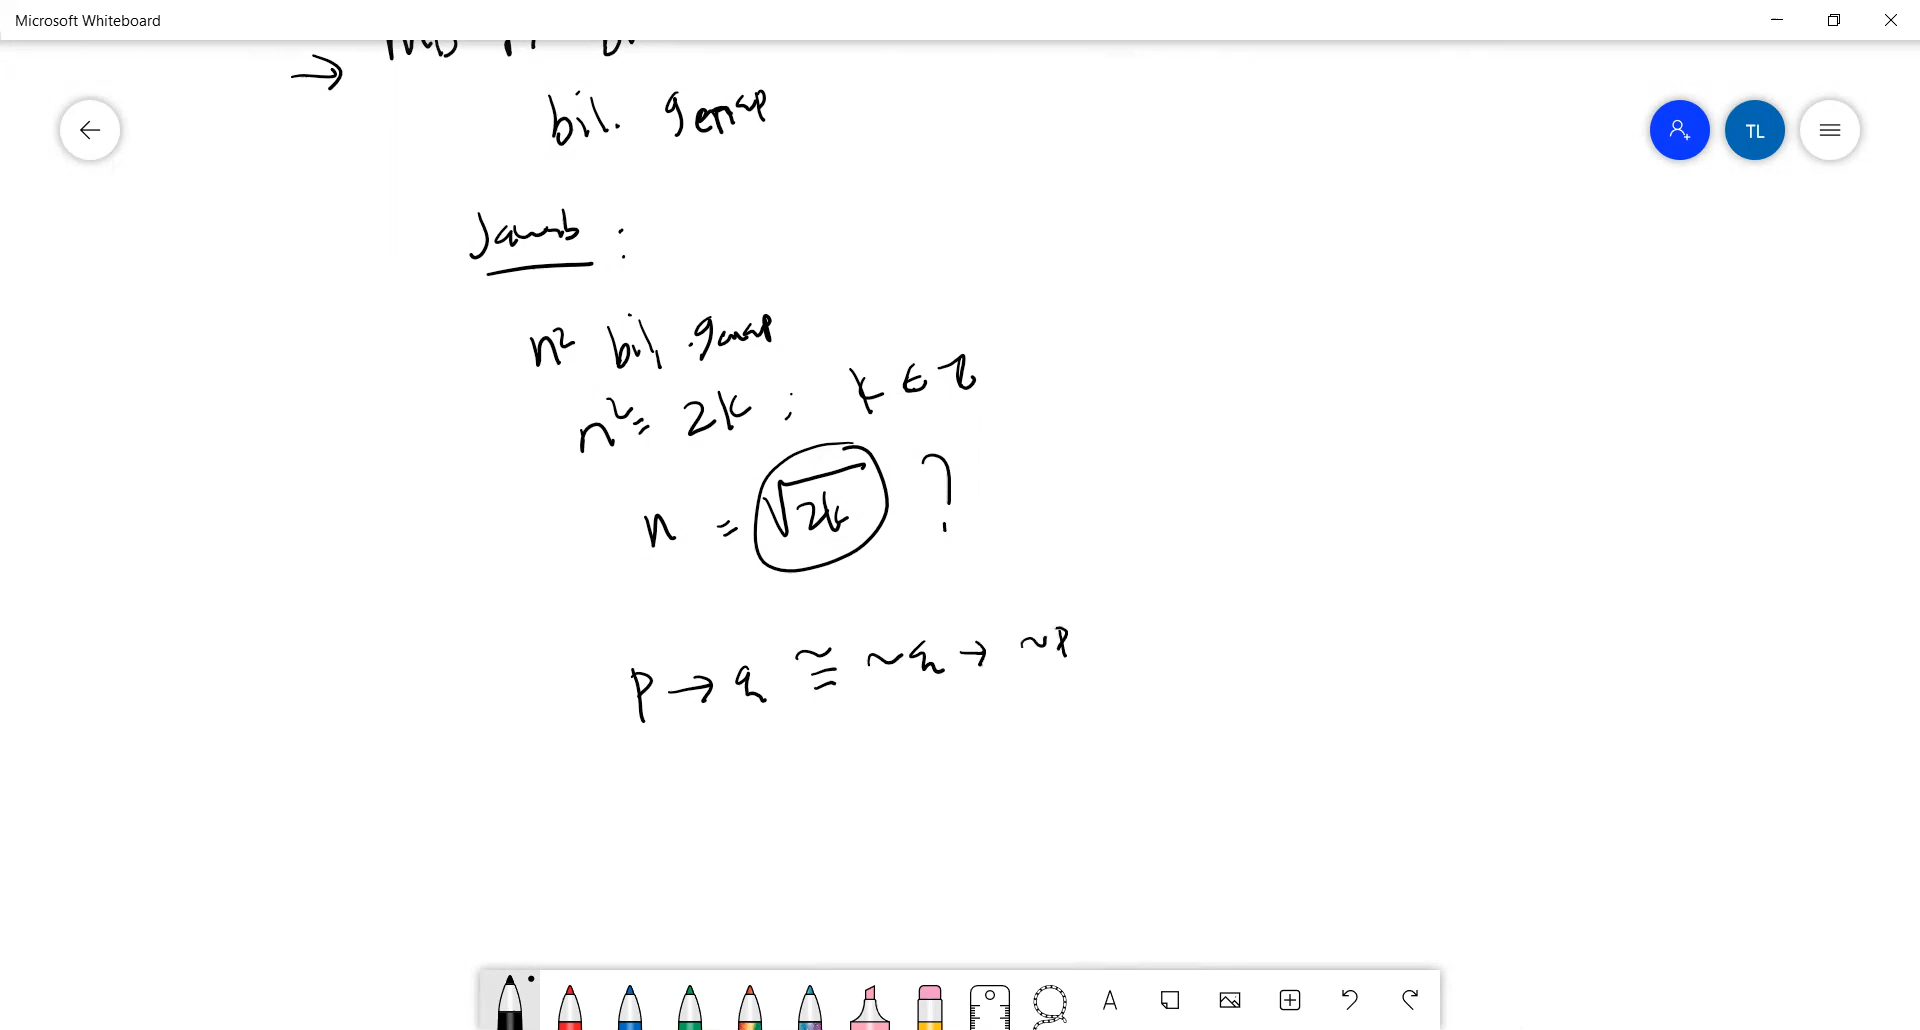 Microsoft Whiteboard
→
bil. genap
TL
Jawab :
n² bil. genap
n² = 2k ; k ∈ Z
n = √2k ?
p → q ≅ ~q → ~p
A